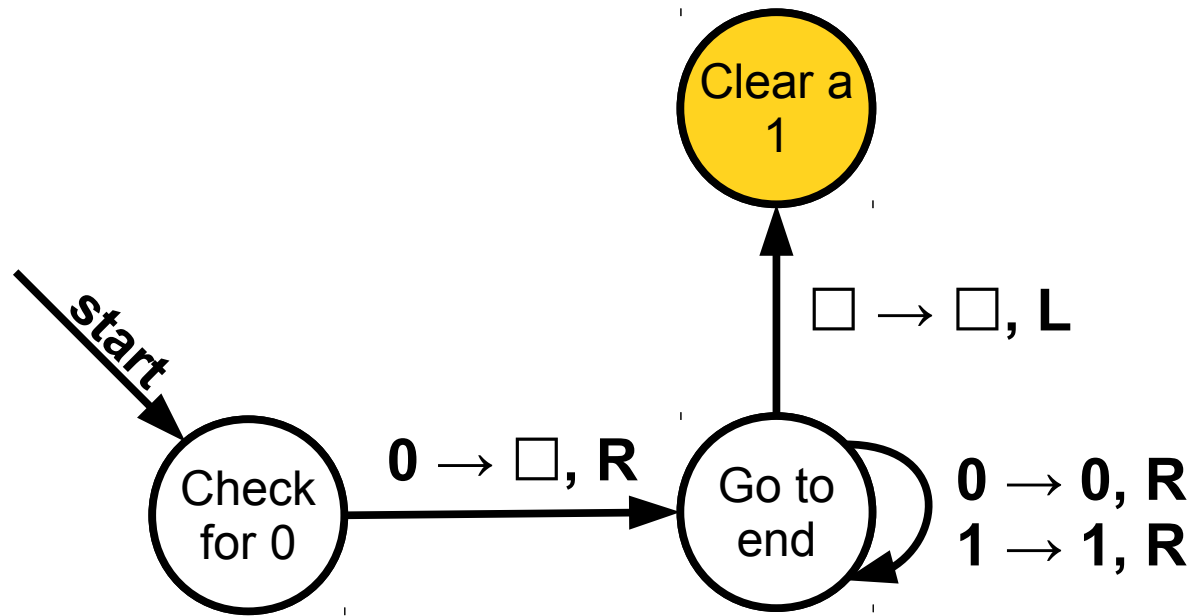 Clear a
1
□ → □, L
start
Check
for 0
0 → □, R
Go to
end
0 → 0, R
1 → 1, R